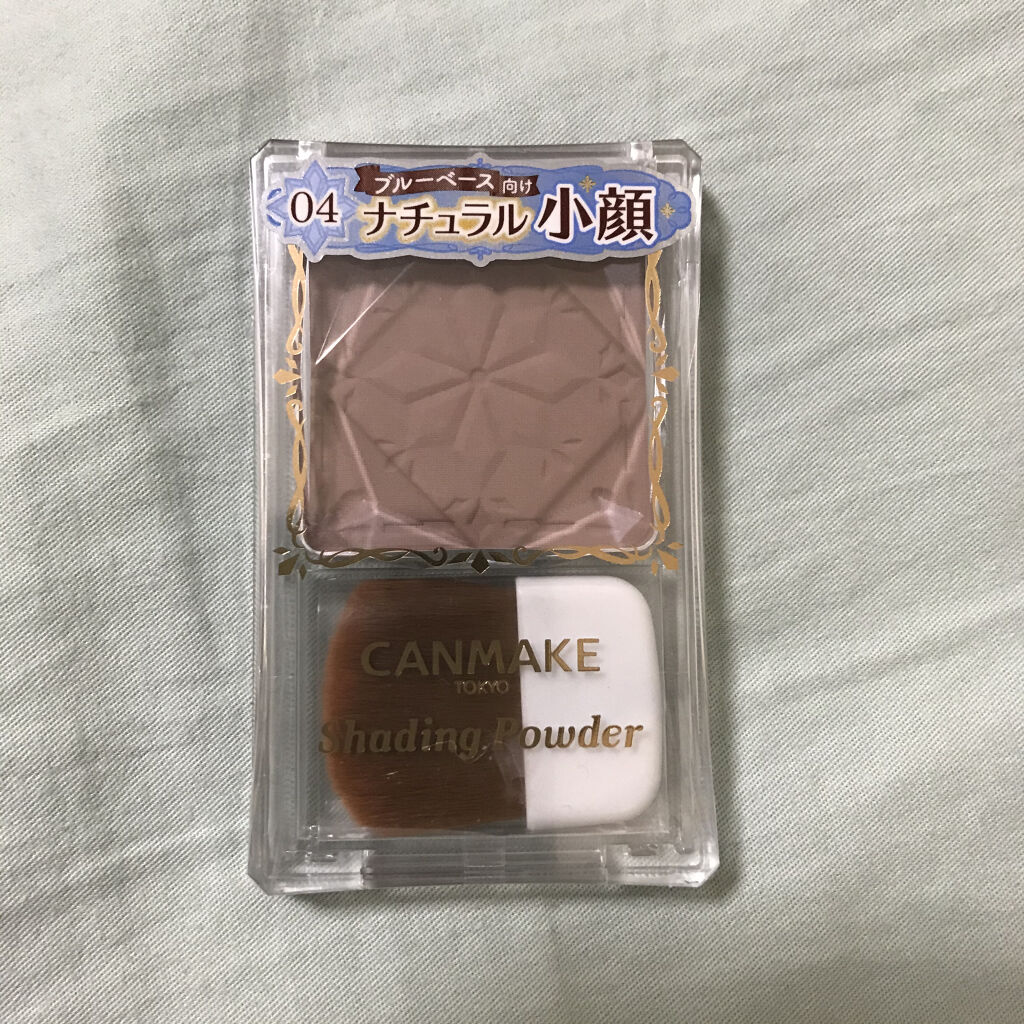 04
ブルーベース 向け
ナチュラル 小顔
CANMAKE
TOKYO
Shading Powder